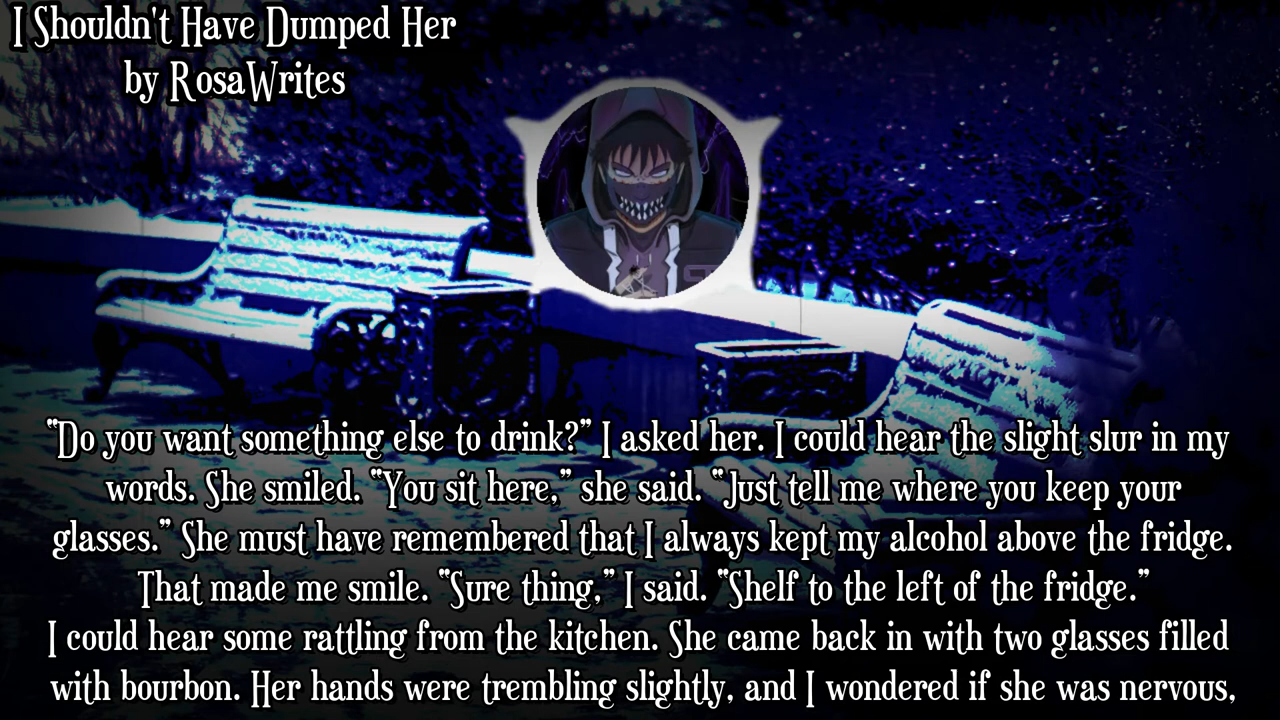 I Shouldn't Have Dumped Her
by RosaWrites
"Do you want something else to drink?" I asked her. I could hear the slight slur in my
words. She smiled. "You sit here," she said. "Just tell me where you keep your
glasses." She must have remembered that I always kept my alcohol above the fridge.
That made me smile. "Sure thing," I said. "Shelf to the left of the fridge."
I could hear some rattling from the kitchen. She came back in with two glasses filled
with bourbon. Her hands were trembling slightly, and I wondered if she was nervous,